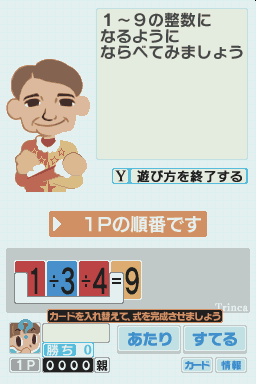 １～９の整数に
なるように
ならべてみましょう
Y 遊び方を終了する
1Pの順番です
1÷3÷4=9
Trinca
カードを入れ替えて、式を完成させましょう
勝ち 0
あたり
すてる
1P 0000 親
カード
情報